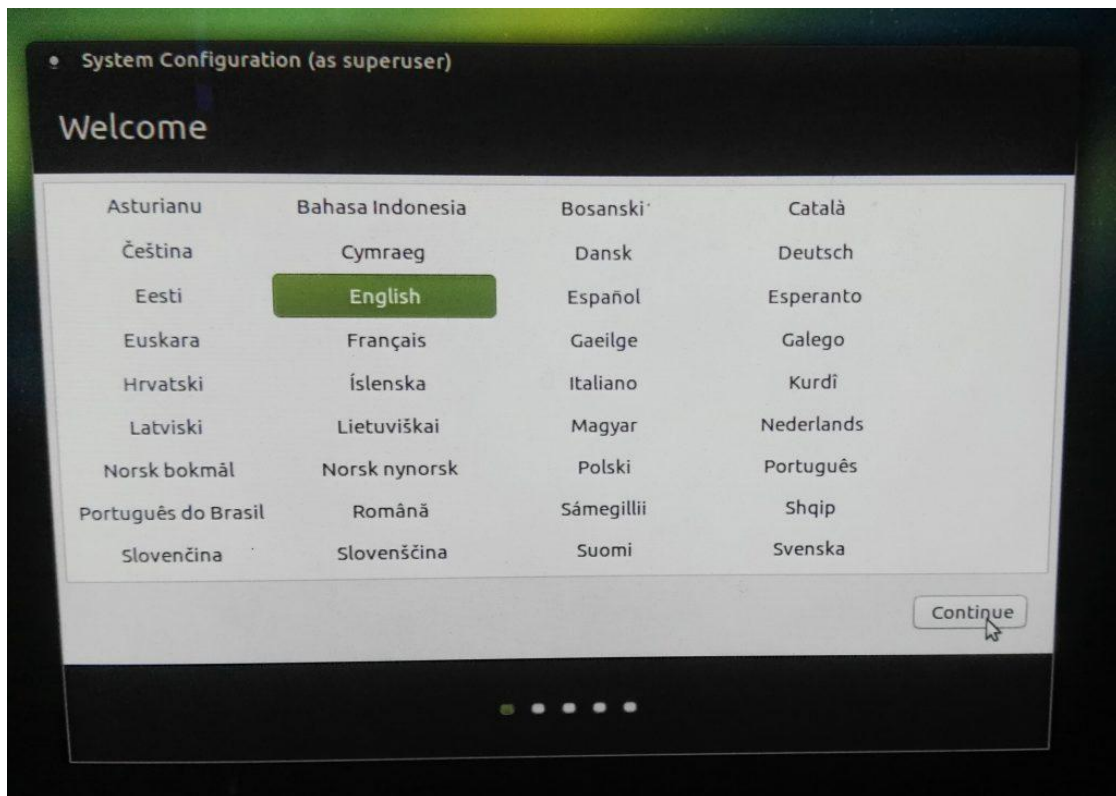 System Configuration (as superuser)
Welcome
Asturianu Bahasa Indonesia Bosanski Català
Čeština Cymraeg Dansk Deutsch
Eesti English Español Esperanto
Euskara Français Gaeilge Galego
Hrvatski Íslenska Italiano Kurdî
Latviski Lietuviškai Magyar Nederlands
Norsk bokmål Norsk nynorsk Polski Português
Português do Brasil Română Sámegillii Shqip
Slovenčina Slovenščina Suomi Svenska
Continue